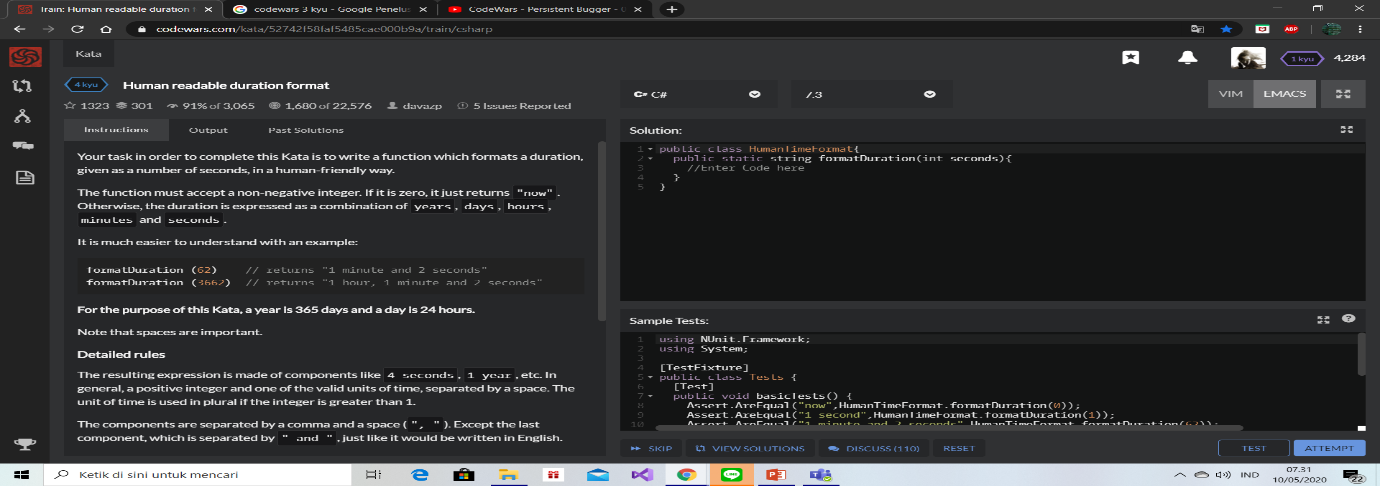 Train: Human readable duration f
codewars 3 kyu - Google Penelus
CodeWars - Persistent Bugger - C
codewars.com/kata/52742f58faf5485cae000b9a/train/csharp
ABP
Kata
1 kyu 4,284
4 kyu Human readable duration format
1323 301 91% of 3,065 1,680 of 22,576 davazp 5 Issues Reported
C# 7.3
VIM EMACS
Instructions Output Past Solutions
Your task in order to complete this Kata is to write a function which formats a duration,
given as a number of seconds, in a human-friendly way.
The function must accept a non-negative integer. If it is zero, it just returns "now".
Otherwise, the duration is expressed as a combination of years, days, hours,
minutes and seconds.
It is much easier to understand with an example:
formatDuration (62) // returns "1 minute and 2 seconds"
formatDuration (3662) // returns "1 hour, 1 minute and 2 seconds"
For the purpose of this Kata, a year is 365 days and a day is 24 hours.
Note that spaces are important.
Detailed rules
The resulting expression is made of components like 4 seconds, 1 year, etc. In
general, a positive integer and one of the valid units of time, separated by a space. The
unit of time is used in plural if the integer is greater than 1.
The components are separated by a comma and a space (", "). Except the last
component, which is separated by " and ", just like it would be written in English.
Solution:
1 public class HumanTimeFormat{
2 public static string formatDuration(int seconds){
3 //Enter Code here
4 }
5 }
Sample Tests:
1 using NUnit.Framework;
2 using System;
3
4 [TestFixture]
5 public class Tests {
6 [Test]
7 public void basicTests() {
8 Assert.AreEqual("now",HumanTimeFormat.formatDuration(0));
9 Assert.AreEqual("1 second",HumanTimeFormat.formatDuration(1));
10 Assert.AreEqual("1 minute and 2 seconds",HumanTimeFormat.formatDuration(62));
SKIP VIEW SOLUTIONS DISCUSS (110) RESET TEST ATTEMPT
Ketik di sini untuk mencari
LINE
IND
07.31
10/05/2020
22